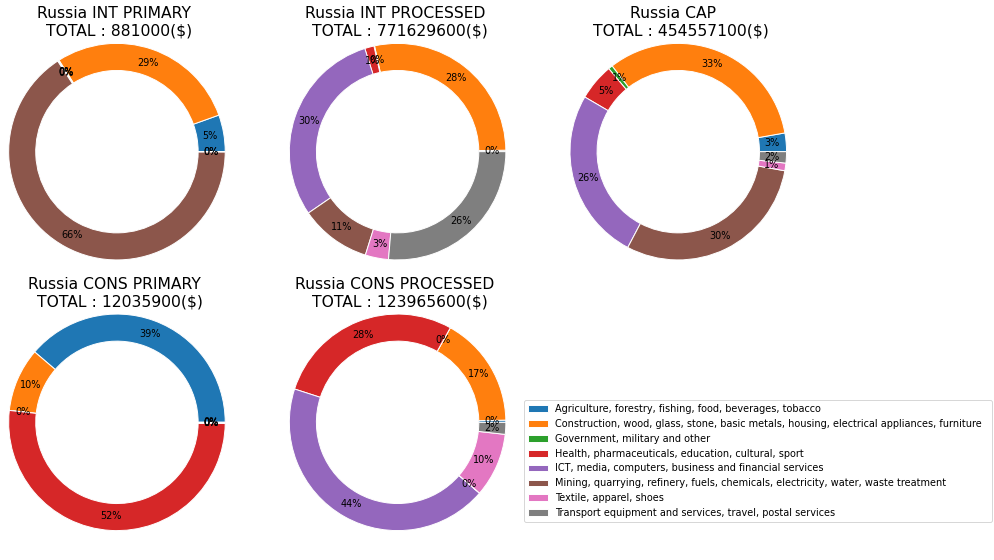 Russia INT PRIMARY
TOTAL : 881000($)
0%
29%
5%
0%
66%
Russia INT PROCESSED
TOTAL : 771629600($)
0%
28%
30%
0%
11%
3%
26%
Russia CAP
TOTAL : 454557100($)
33%
1%
5%
3%
2%
1%
26%
30%
Russia CONS PRIMARY
TOTAL : 12035900($)
39%
10%
0%
0%
52%
Russia CONS PROCESSED
TOTAL : 123965600($)
28%
0%
17%
0%
2%
10%
0%
44%
Agriculture, forestry, fishing, food, beverages, tobacco
Construction, wood, glass, stone, basic metals, housing, electrical appliances, furniture
Government, military and other
Health, pharmaceuticals, education, cultural, sport
ICT, media, computers, business and financial services
Mining, quarrying, refinery, fuels, chemicals, electricity, water, waste treatment
Textile, apparel, shoes
Transport equipment and services, travel, postal services